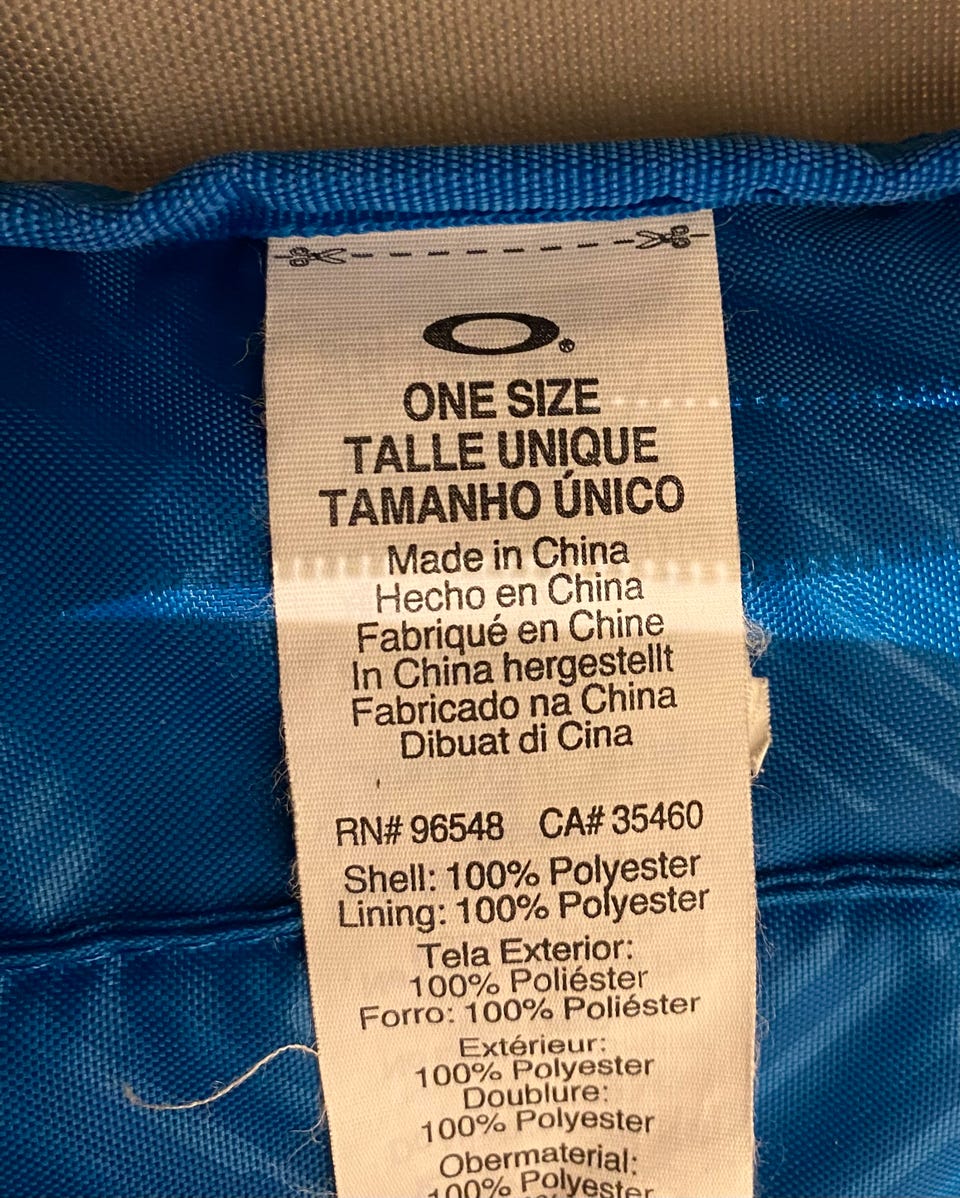 ®
ONE SIZE
TALLE UNIQUE
TAMANHO ÚNICO
Made in China
Hecho en China
Fabriqué en Chine
In China hergestellt
Fabricado na China
Dibuat di Cina
RN# 96548 CA# 35460
Shell: 100% Polyester
Lining: 100% Polyester
Tela Exterior:
100% Poliéster
Forro: 100% Poliéster
Extérieur:
100% Polyester
Doublure:
100% Polyester
Obermaterial:
100% Polyester